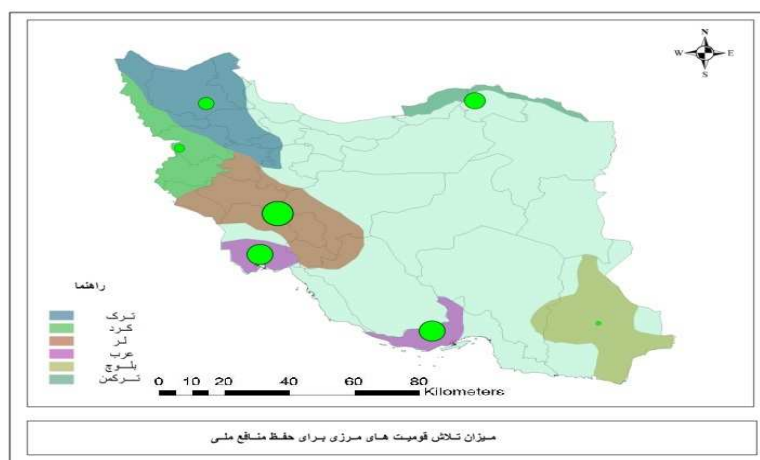 N
W E
S
راهنما
ترک
کرد
لر
عرب
بلوچ
ترکمن
0 10 20 40 60 80
Kilometers
میزان تلاش قومیت های مرزی برای حفظ منافع ملی